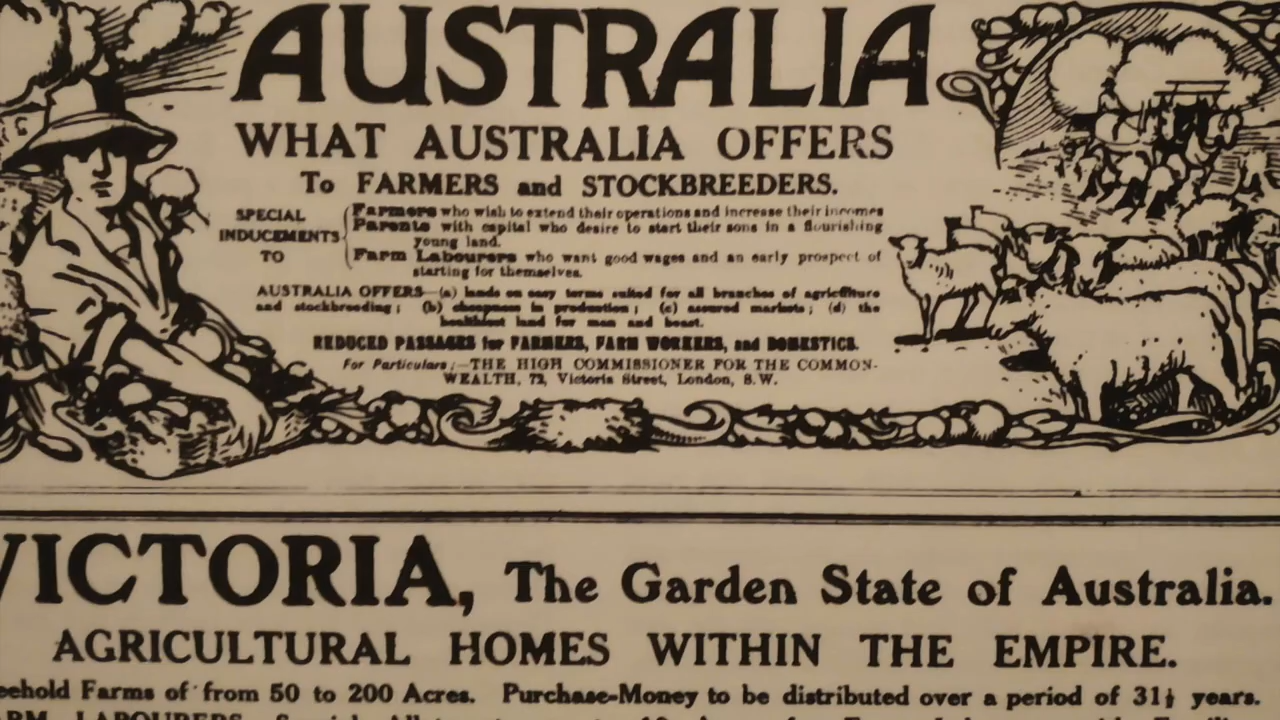 AUSTRALIA
WHAT AUSTRALIA OFFERS
To FARMERS and STOCKBREEDERS.
SPECIAL INDUCEMENTS TO
Farmers who wish to extend their operations and increase their incomes
Parents with capital who desire to start their sons in a flourishing
young land.
Farm Labourers who want good wages and an early prospect of
starting for themselves.
AUSTRALIA OFFERS—(a) lands on easy terms suited for all branches of agriculture
and stockbreeding; (b) cheapness in production; (c) assured markets; (d) the
healthiest land for man and beast.
REDUCED PASSAGES for FARMERS, FARM WORKERS, and DOMESTICS.
For Particulars:—THE HIGH COMMISSIONER FOR THE COMMON-
WEALTH, 72, Victoria Street, London, S.W.
VICTORIA, The Garden State of Australia.
AGRICULTURAL HOMES WITHIN THE EMPIRE.
eehold Farms of from 50 to 200 Acres. Purchase-Money to be distributed over a period of 31½ years.